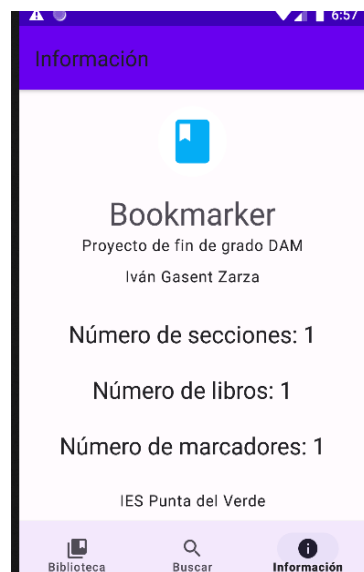 6:57
Información
Bookmarker
Proyecto de fin de grado DAM
Iván Gasent Zarza
Número de secciones: 1
Número de libros: 1
Número de marcadores: 1
IES Punta del Verde
Biblioteca
Buscar
Información